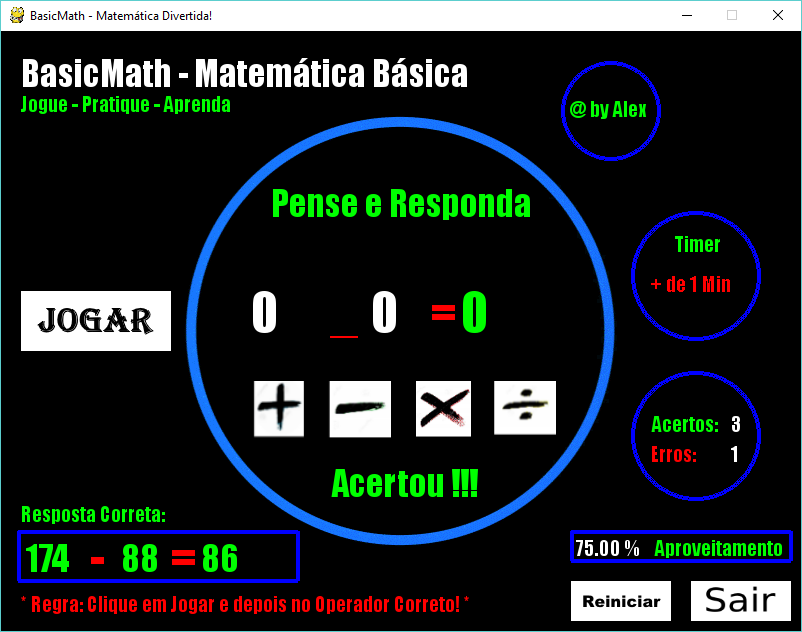 BasicMath - Matemática Divertida!
BasicMath - Matemática Básica
Jogue - Pratique - Aprenda
@ by Alex
Pense e Responda
Timer
+ de 1 Min
JOGAR
0 _ 0 = 0
+ - × ÷
Acertos: 3
Erros: 1
Acertou !!!
Resposta Correta:
174 - 88 = 86
75.00 % Aproveitamento
* Regra: Clique em Jogar e depois no Operador Correto! *
Reiniciar
Sair